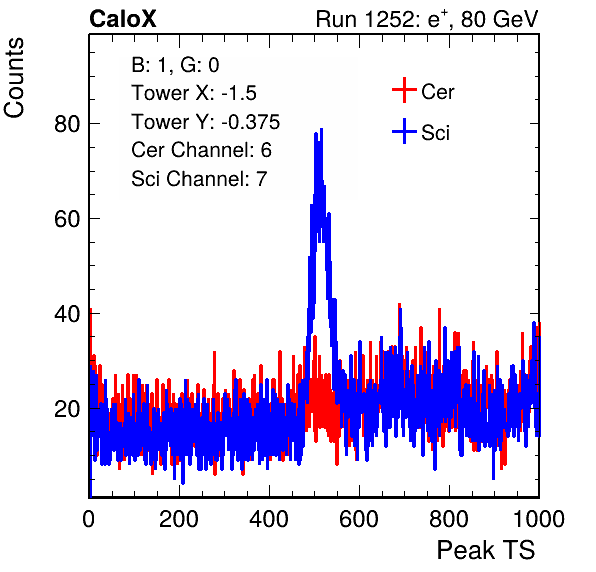 CaloX Run 1252: e+, 80 GeV
B: 1, G: 0
Tower X: -1.5
Tower Y: -0.375
Cer Channel: 6
Sci Channel: 7
Cer
Sci
Counts
80
60
40
20
0 200 400 600 800 1000
Peak TS